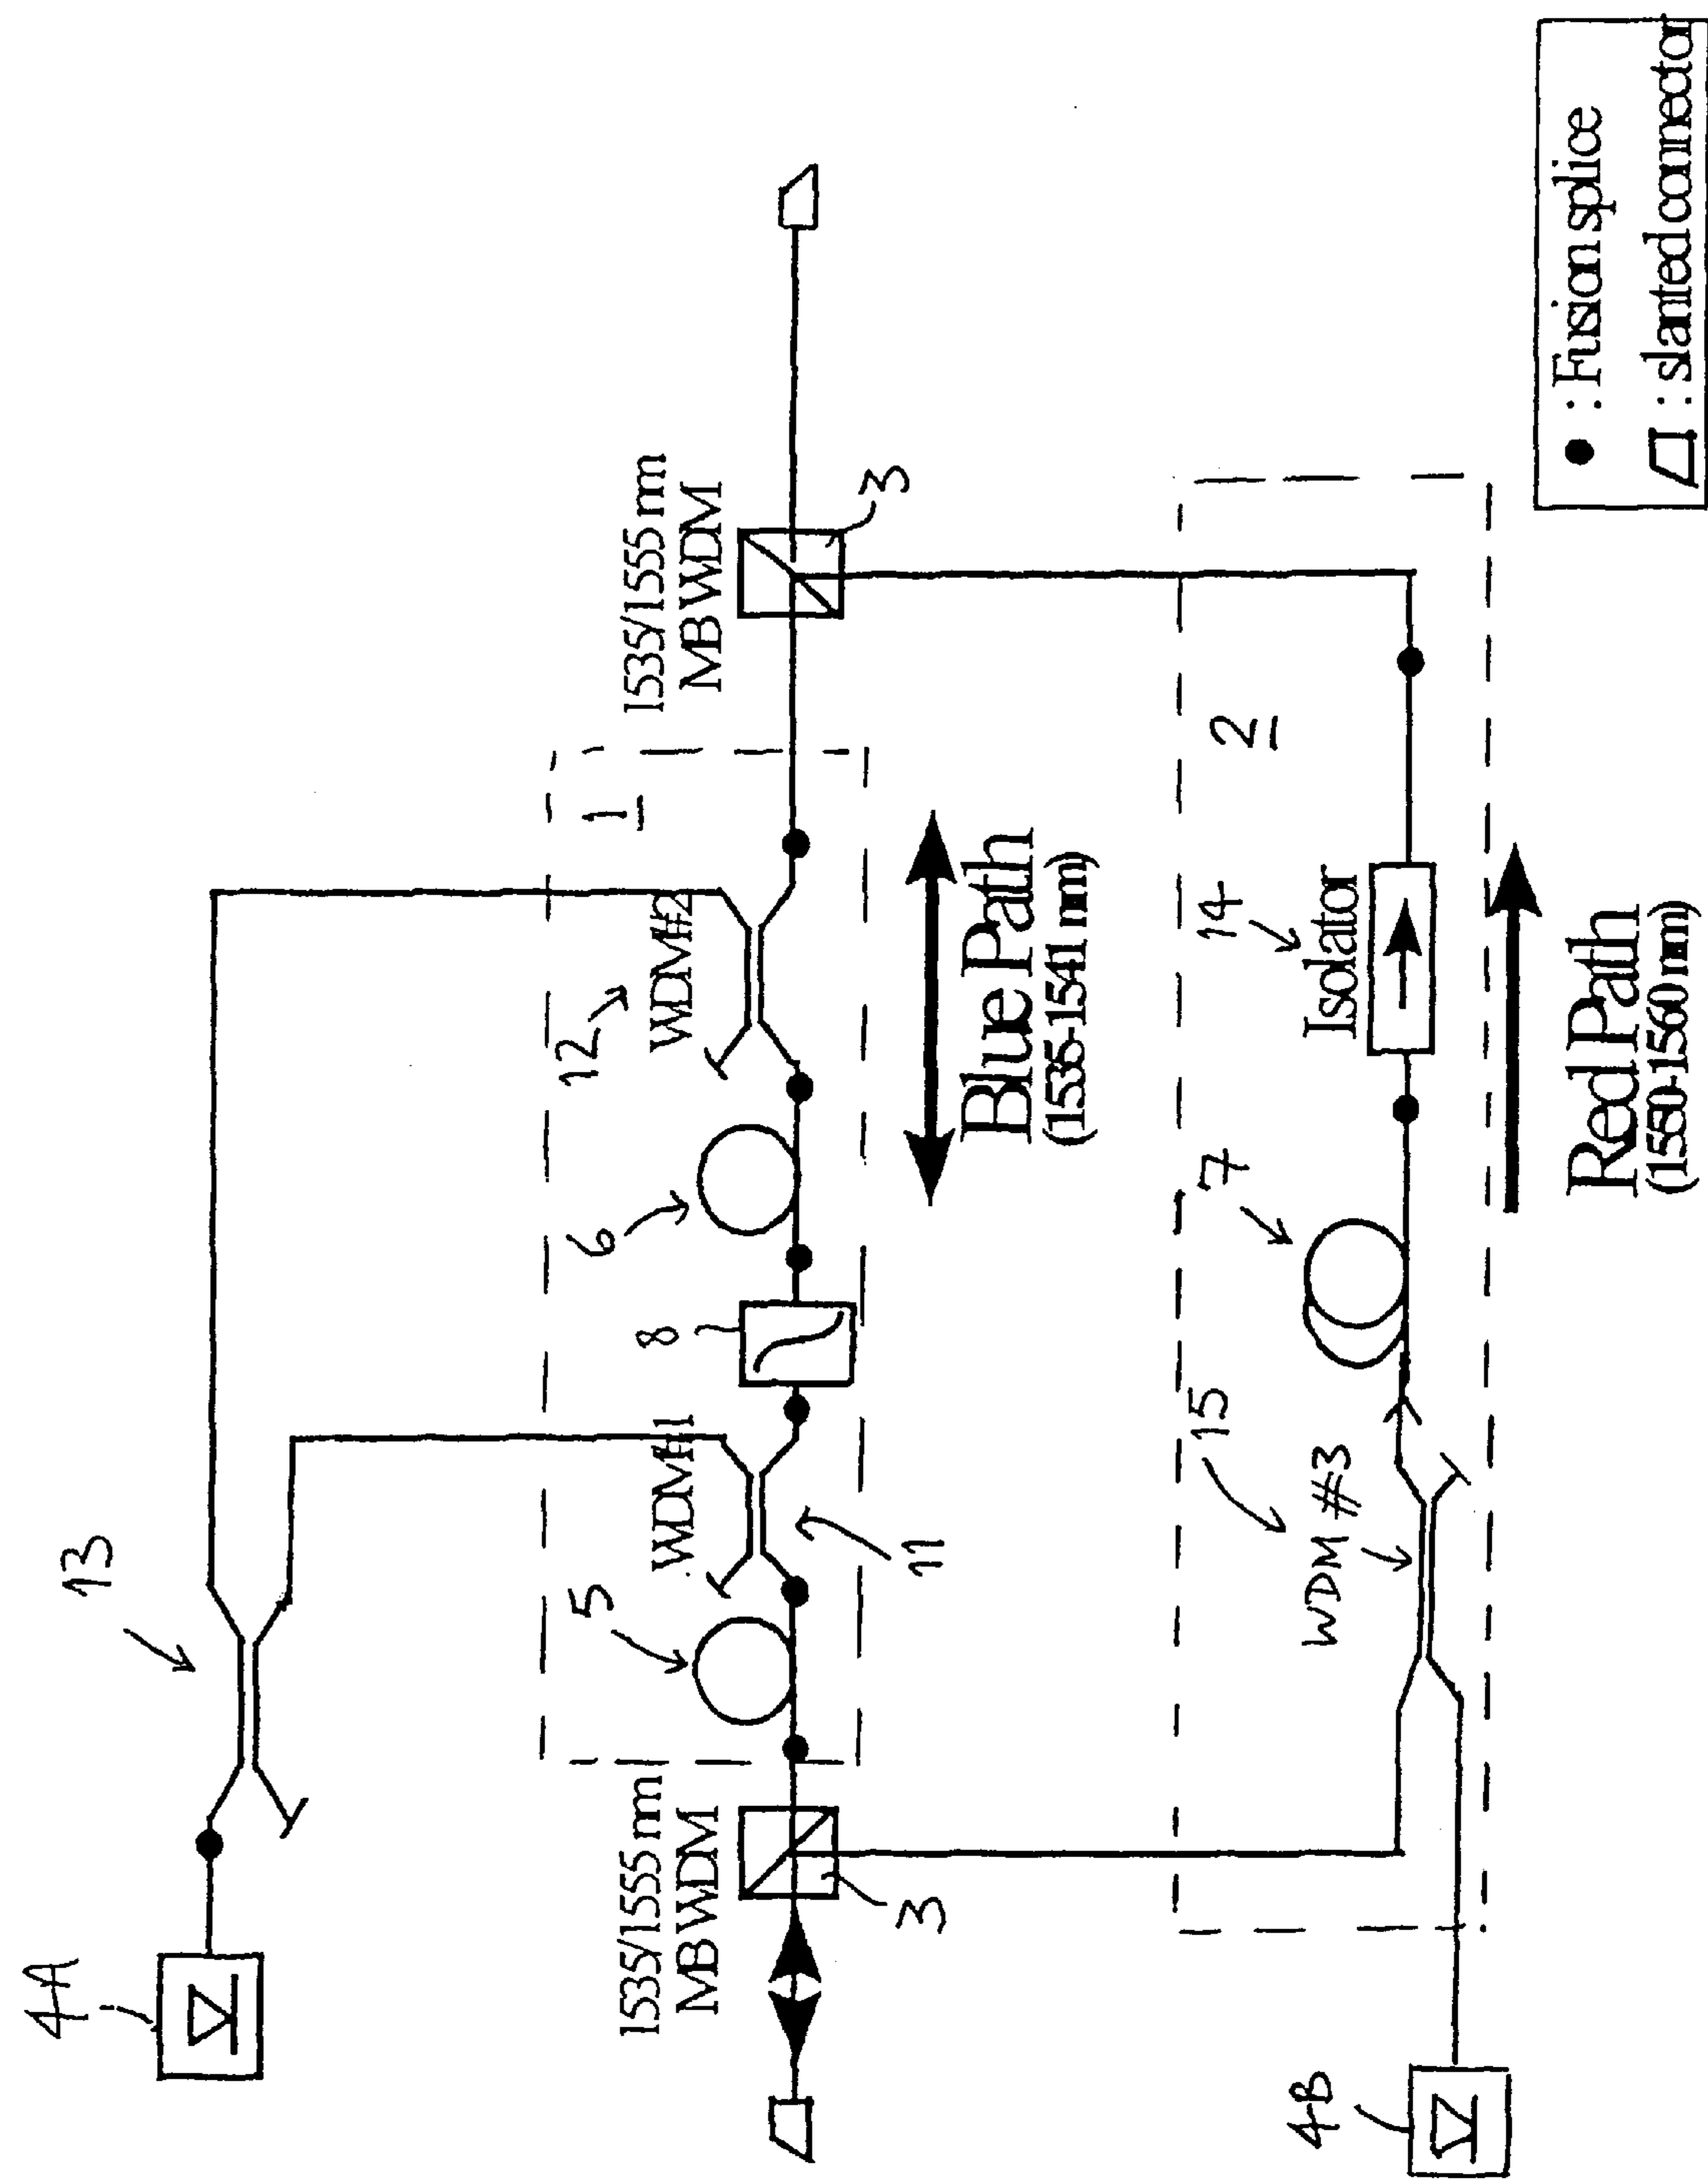 4A
13
1535/1555 nm
MB WDM
3
5
WDM#1
11
8
6
12
WDM#2
1
1535/1555 nm
MB WDM
3
Blue Path
(1535-1541 nm)
4B
15
WDM #3
7
14
Isolator
2
Red Path
(1550-1560 nm)
: Fusion splice
: slanted connector